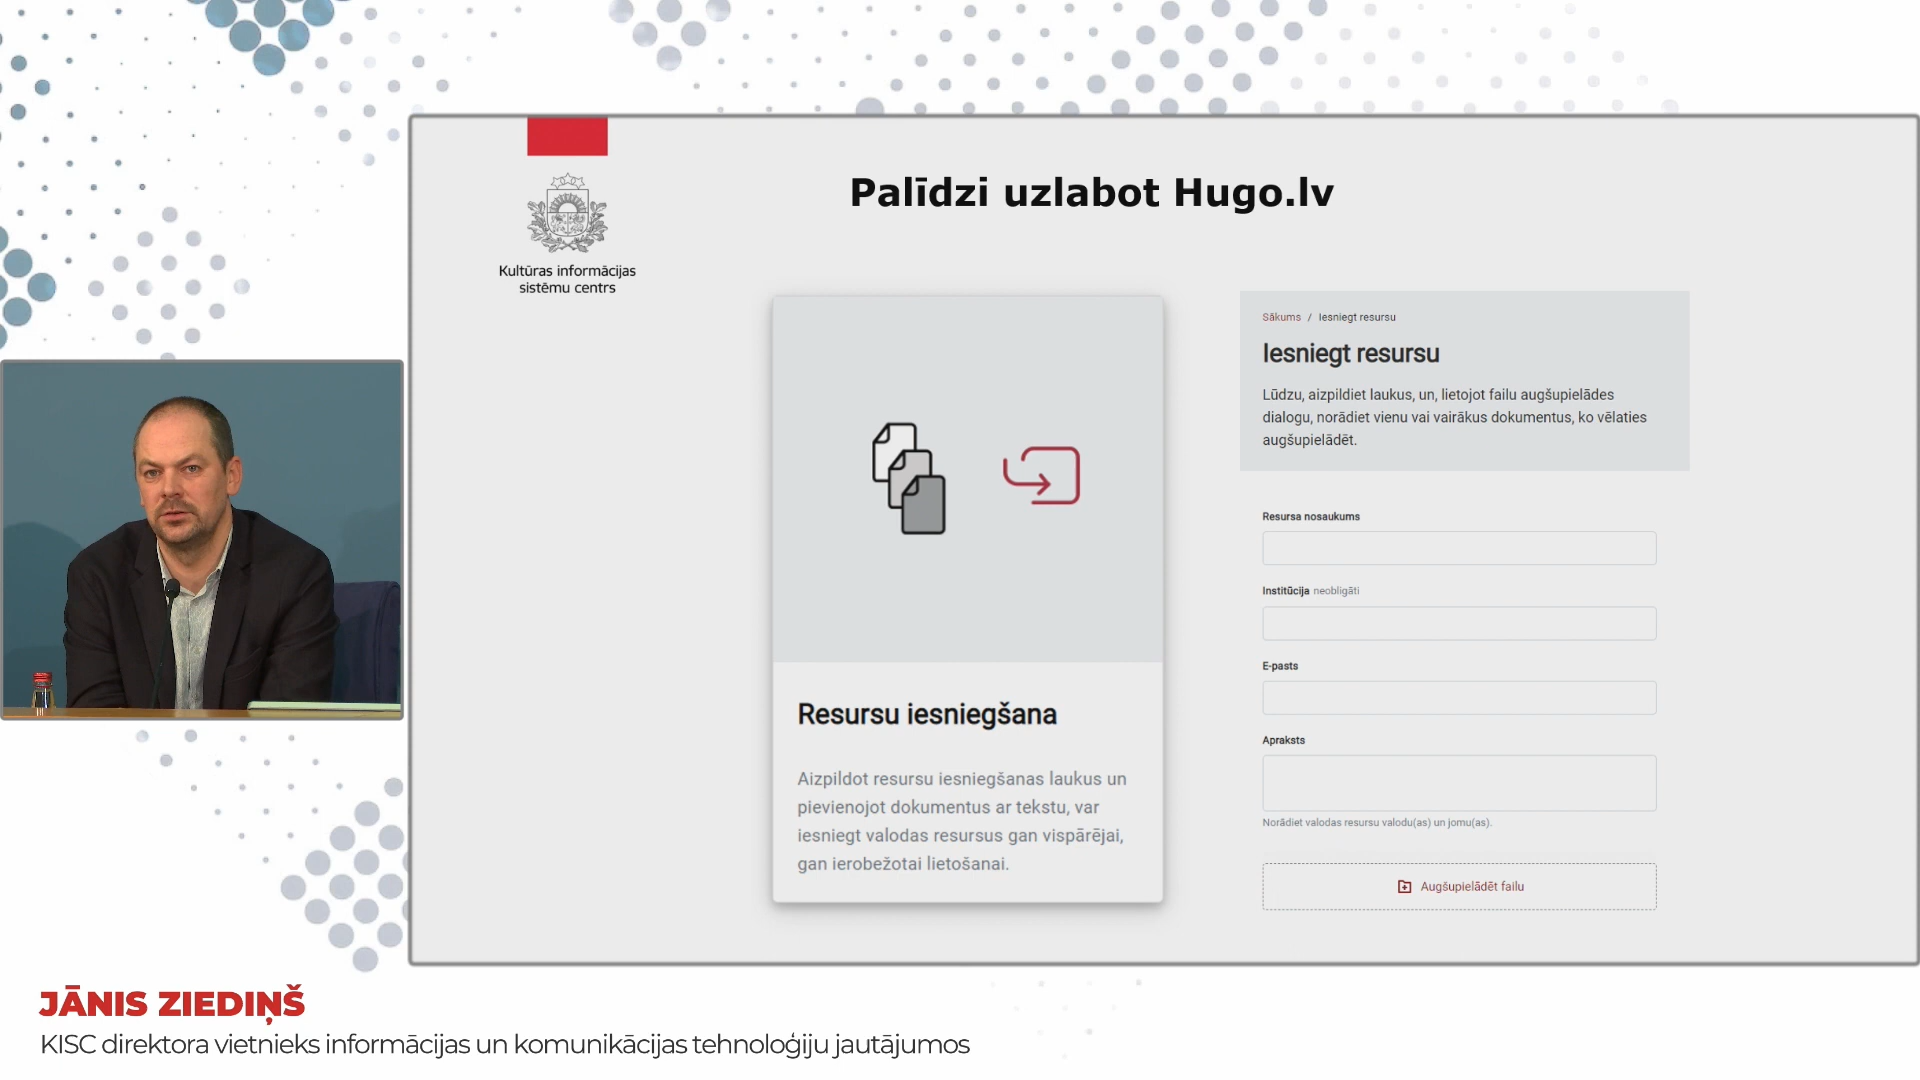 Palīdzi uzlabot Hugo.lv
Kultūras informācijas
sistēmu centrs
Resursu iesniegšana
Aizpildot resursu iesniegšanas laukus un
pievienojot dokumentus ar tekstu, var
iesniegt valodas resursus gan vispārējai,
gan ierobežotai lietošanai.
Sākums / Iesniegt resursu
Iesniegt resursu
Lūdzu, aizpildiet laukus, un, lietojot failu augšupielādes
dialogu, norādiet vienu vai vairākus dokumentus, ko vēlaties
augšupielādēt.
Resursa nosaukums
Institūcija neobligāti
E-pasts
Apraksts
Norādiet valodas resursu valodu(as) un jomu(as).
Augšupielādēt failu
JĀNIS ZIEDIŅŠ
KISC direktora vietnieks informācijas un komunikācijas tehnoloģiju jautājumos